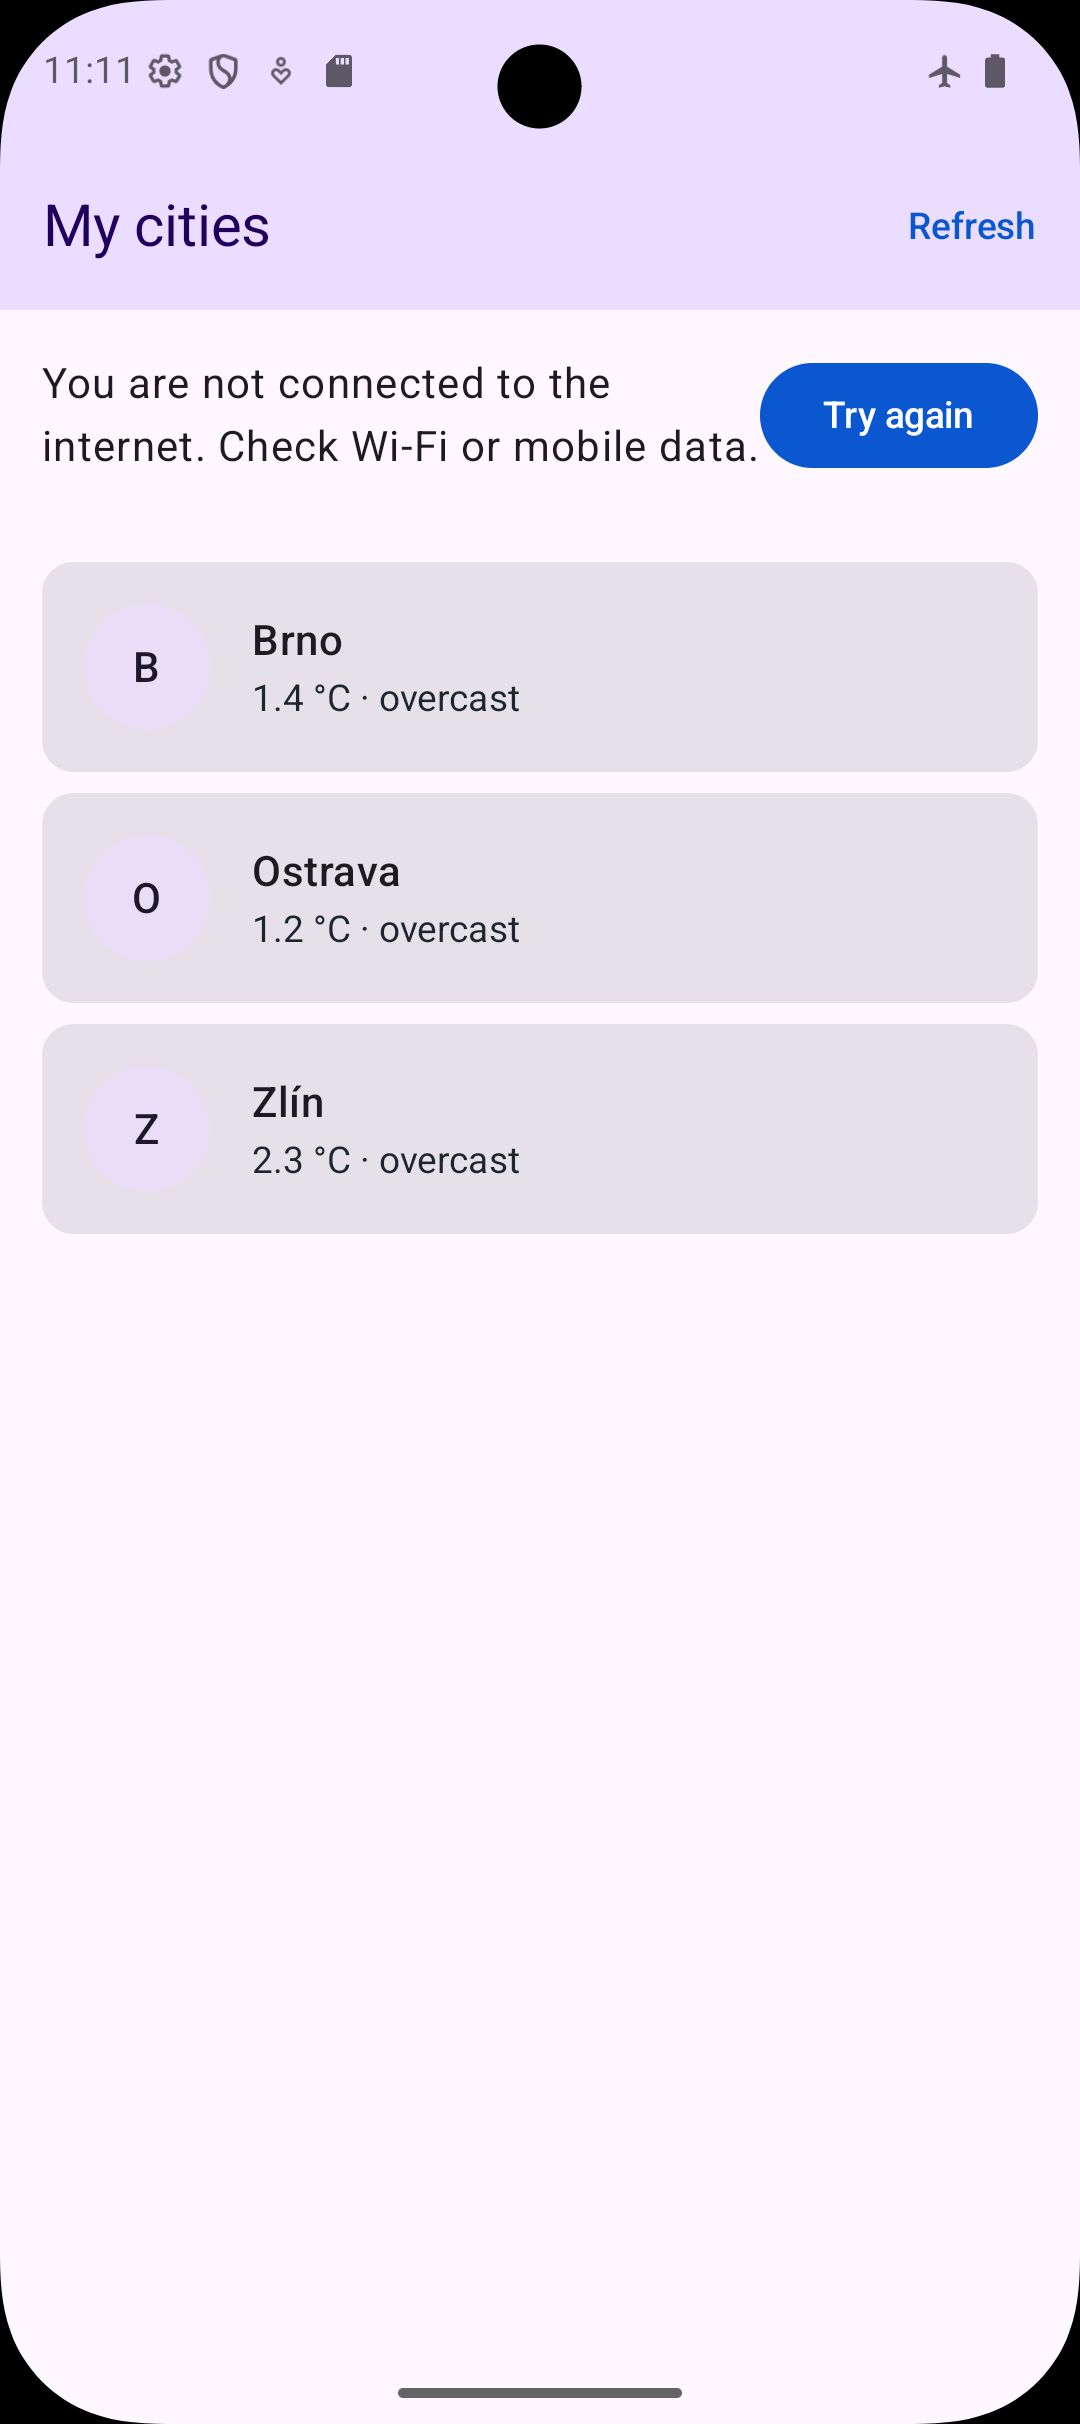 11:11
My cities
Refresh
You are not connected to the
internet. Check Wi-Fi or mobile data.
Try again
B
Brno
1.4 °C · overcast
O
Ostrava
1.2 °C · overcast
Z
Zlín
2.3 °C · overcast